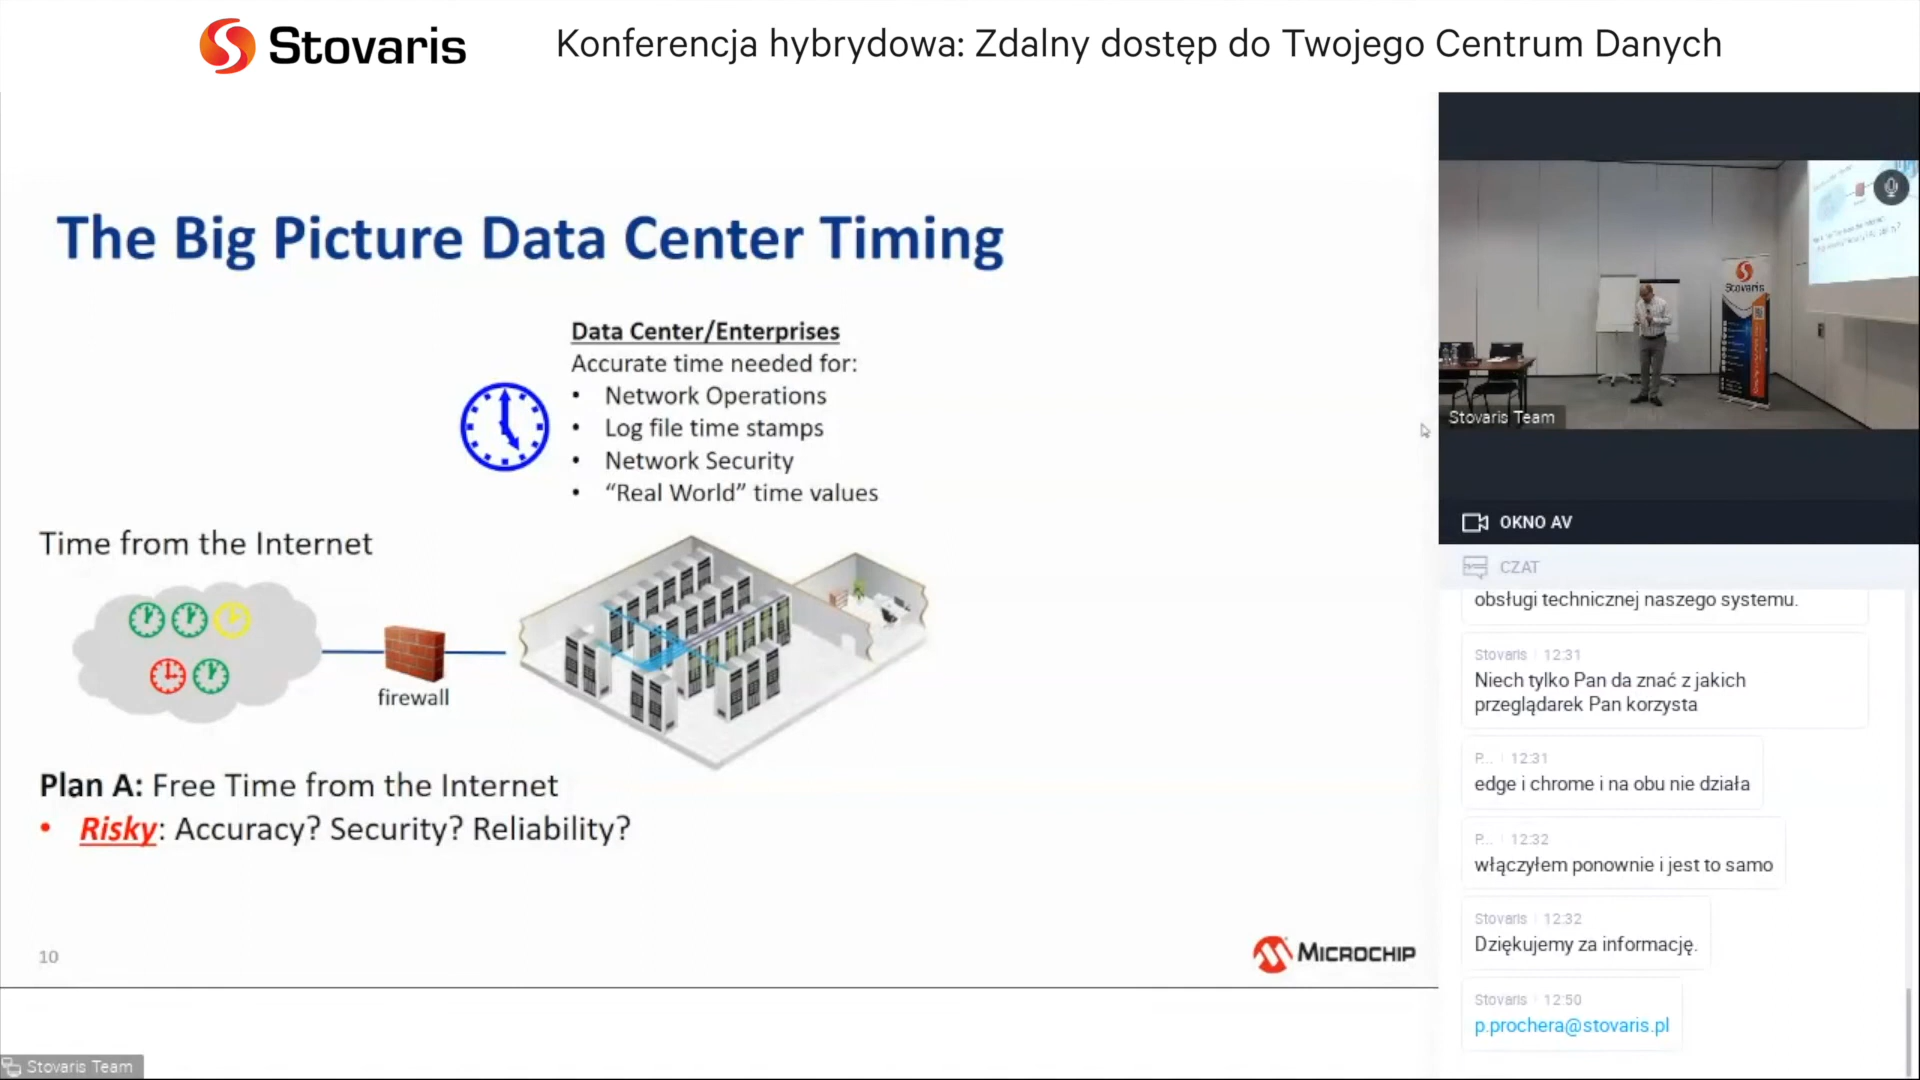 Stovaris
Konferencja hybrydowa: Zdalny dostęp do Twojego Centrum Danych
The Big Picture Data Center Timing
Data Center/Enterprises
Accurate time needed for:
• Network Operations
• Log file time stamps
• Network Security
• “Real World” time values
Time from the Internet
firewall
Plan A: Free Time from the Internet
• Risky: Accuracy? Security? Reliability?
10
MICROCHIP
Stovaris Team
Stovaris
Stovaris Team
OKNO AV
CZAT
obsługi technicznej naszego systemu.
Stovaris 12:31
Niech tylko Pan da znać z jakich
przeglądarek Pan korzysta
P... 12:31
edge i chrome i na obu nie działa
P... 12:32
włączyłem ponownie i jest to samo
Stovaris 12:32
Dziękujemy za informację.
Stovaris 12:50
p.prochera@stovaris.pl